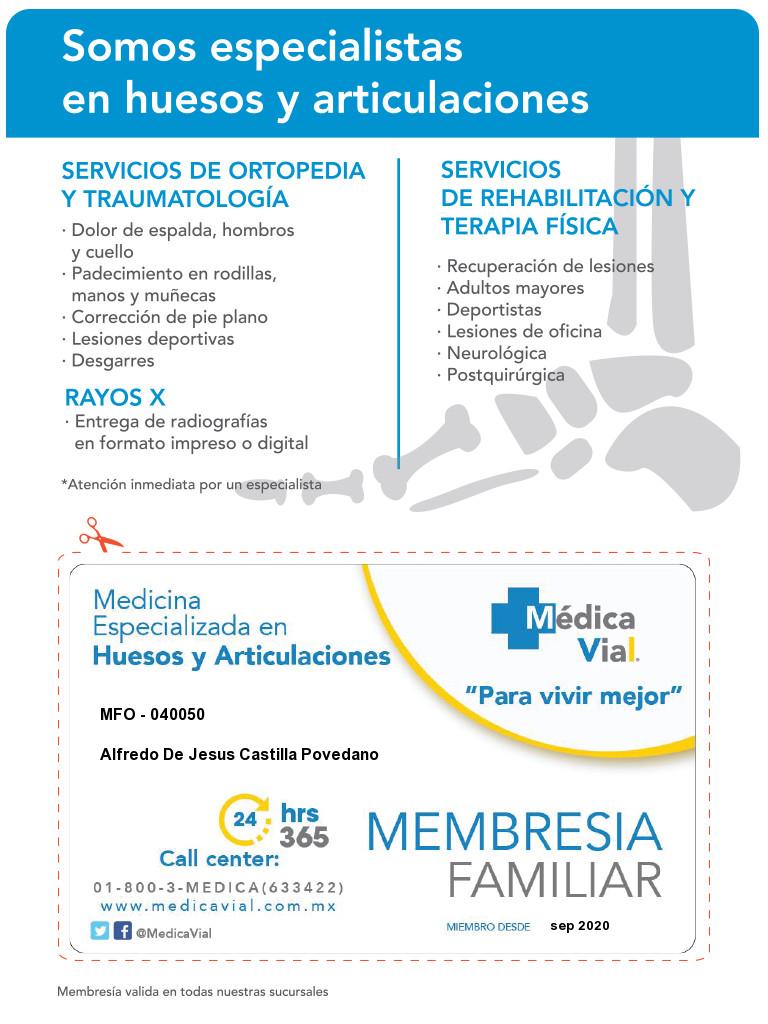 Somos especialistas
en huesos y articulaciones
SERVICIOS DE ORTOPEDIA
Y TRAUMATOLOGÍA
· Dolor de espalda, hombros
y cuello
· Padecimiento en rodillas,
manos y muñecas
· Corrección de pie plano
· Lesiones deportivas
· Desgarres
RAYOS X
· Entrega de radiografías
en formato impreso o digital
*Atención inmediata por un especialista
SERVICIOS
DE REHABILITACIÓN Y
TERAPIA FÍSICA
· Recuperación de lesiones
· Adultos mayores
· Deportistas
· Lesiones de oficina
· Neurológica
· Postquirúrgica
Medicina
Especializada en
Huesos y Articulaciones
Médica
Vial.
“Para vivir mejor”
MFO - 040050
Alfredo De Jesus Castilla Povedano
24 hrs
365
Call center:
01-800-3-MEDICA(633422)
www.medicavial.com.mx
@MedicaVial
MEMBRESIA
FAMILIAR
MIEMBRO DESDE sep 2020
Membresía valida en todas nuestras sucursales